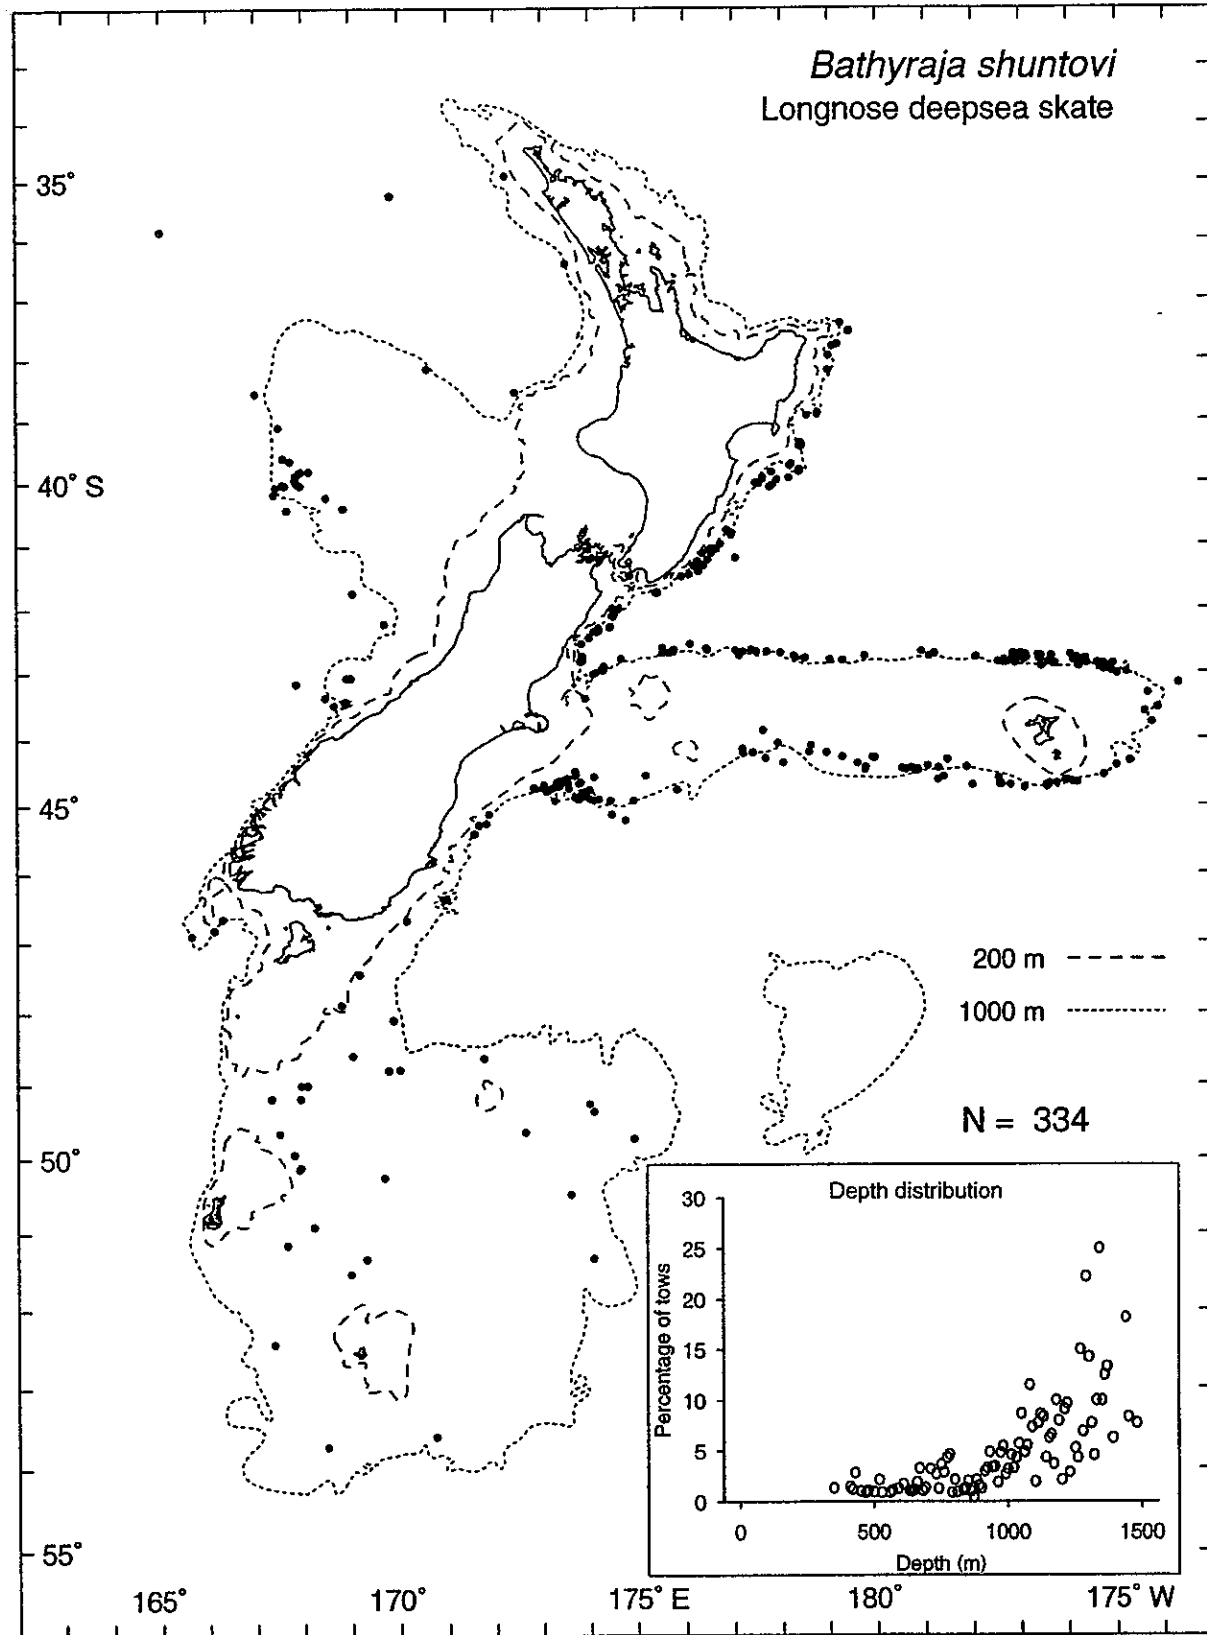 Bathyraja shuntovi
Longnose deepsea skate
35°
40° S
45°
50°
55°
200 m
1000 m
N = 334
Depth distribution
Percentage of tows
30
25
20
15
10
5
0
0 500 1000 1500
Depth (m)
165° 170° 175° E 180° 175° W